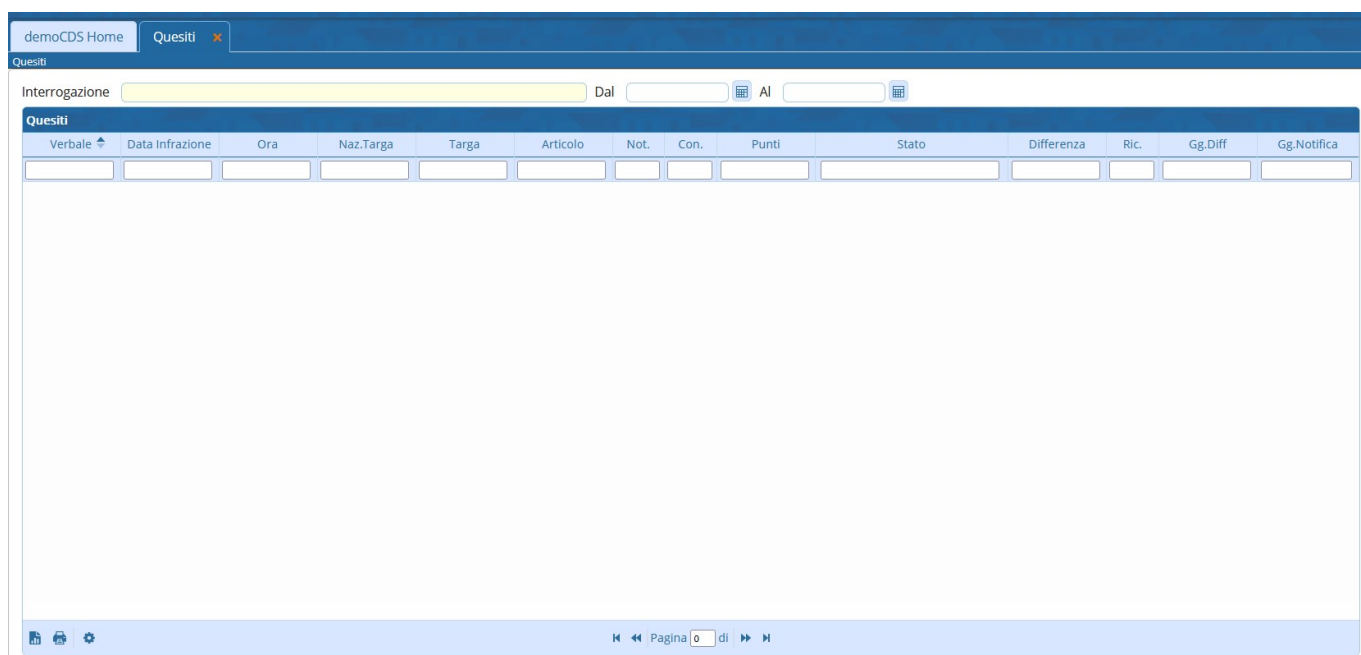 demoCDS Home Quesiti
Quesiti
Interrogazione Dal Al
Quesiti
Verbale Data Infrazione Ora Naz.Targa Targa Articolo Not. Con. Punti Stato Differenza Ric. Gg.Diff Gg.Notifica
Pagina 0 di